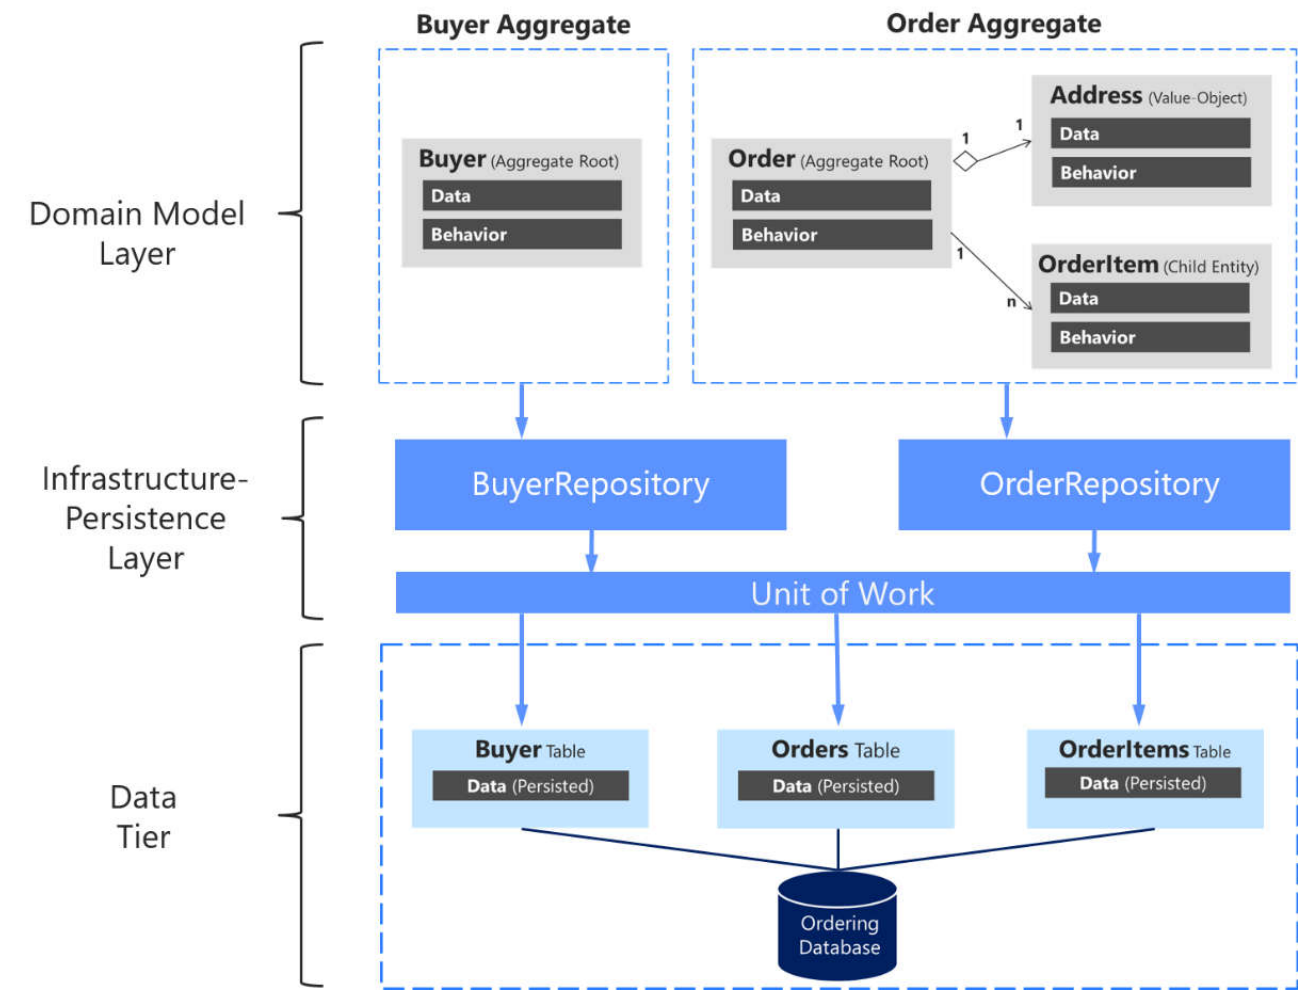 Buyer Aggregate
Order Aggregate
Domain Model
Layer
Buyer (Aggregate Root)
Data
Behavior
Order (Aggregate Root)
Data
Behavior
1
1
1
n
Address (Value-Object)
Data
Behavior
OrderItem (Child Entity)
Data
Behavior
Infrastructure-
Persistence
Layer
BuyerRepository
OrderRepository
Unit of Work
Data
Tier
Buyer Table
Data (Persisted)
Orders Table
Data (Persisted)
OrderItems Table
Data (Persisted)
Ordering
Database